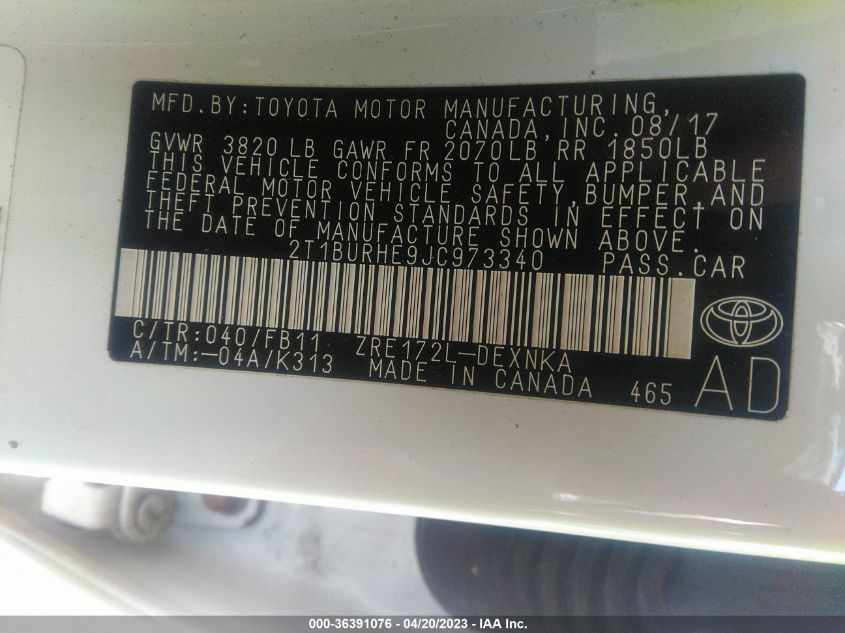 MFD.BY:TOYOTA MOTOR MANUFACTURING,
CANADA,INC. 08/17
GVWR 3820 LB GAWR FR 2070LB RR 1850LB
THIS VEHICLE CONFORMS TO ALL APPLICABLE
FEDERAL MOTOR VEHICLE SAFETY,BUMPER,AND
THEFT PREVENTION STANDARDS IN EFFECT ON
THE DATE OF MANUFACTURE SHOWN ABOVE.
2T1BURHE9JC973340 PASS.CAR
C/TR:040/FB11 ZRE172L-DEXNKA
A/TM:-04A/K313 MADE IN CANADA 465
AD
000-36391076 - 04/20/2023 - IAA Inc.